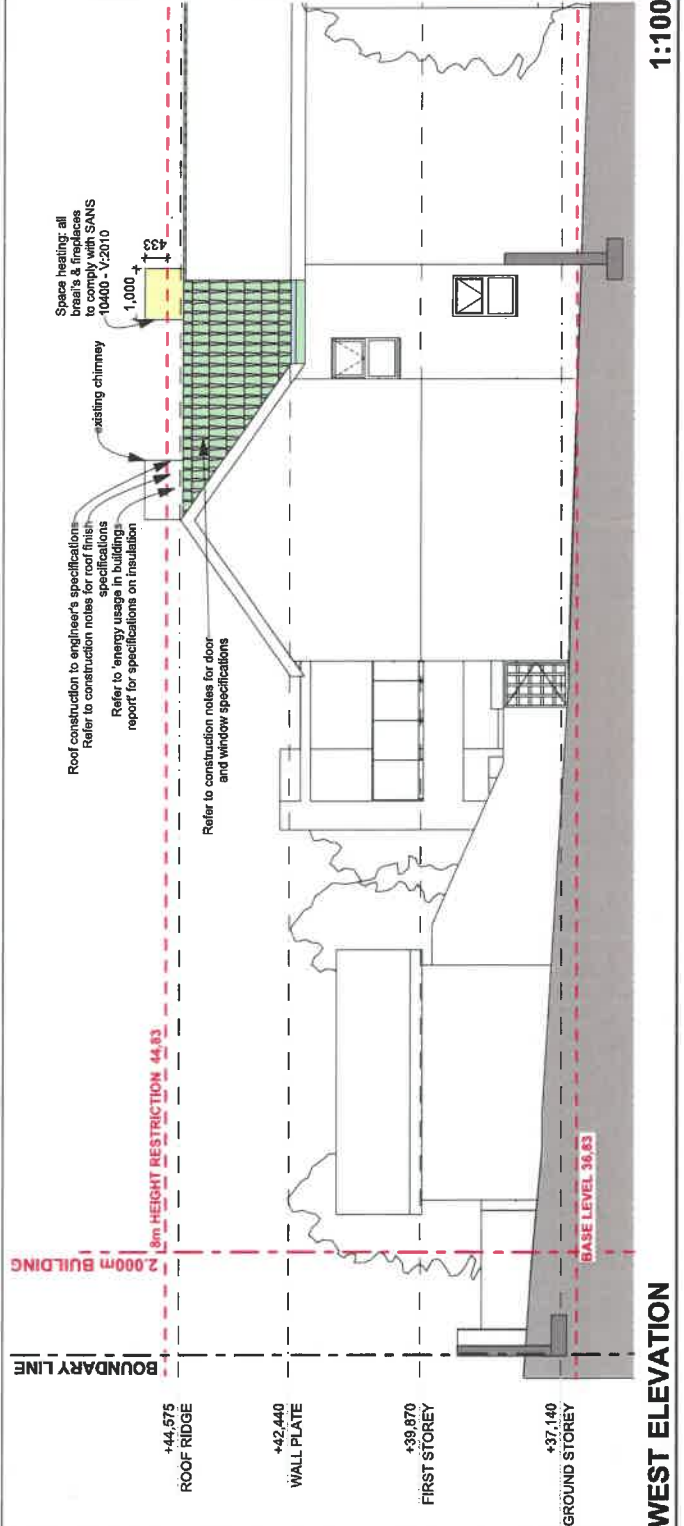 Space heating: all
braai's & fireplaces
to comply with SANS
10400 - V:2010
1,000
433
existing chimney
Roof construction to engineer's specifications
Refer to construction notes for roof finish
specifications
Refer to 'energy usage in buildings
report' for specifications on insulation
Refer to construction notes for door
and window specifications
8m HEIGHT RESTRICTION 44,83
2.000m BUILDING
BOUNDARY LINE
+44,575
ROOF RIDGE
+42,440
WALL PLATE
+39,870
FIRST STOREY
+37,140
GROUND STOREY
BASE LEVEL 36,83
WEST ELEVATION
1:100